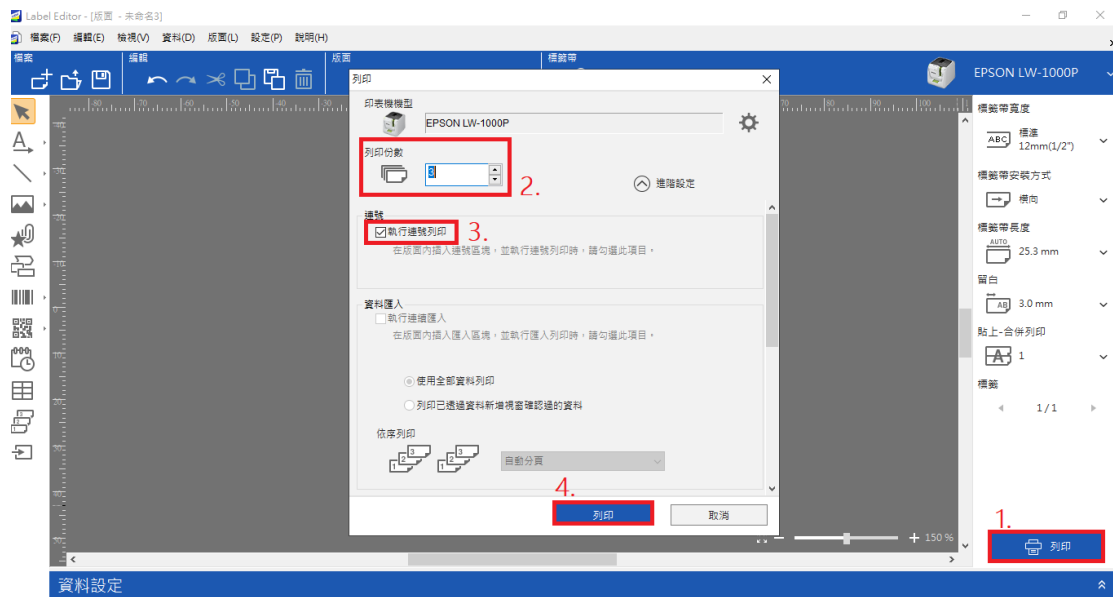 Label Editor - [版面 - 未命名3]
檔案(F) 編輯(E) 檢視(V) 資料(D) 版面(L) 設定(P) 說明(H)
檔案 編輯 版面 標籤帶
EPSON LW-1000P
列印
印表機機型
EPSON LW-1000P
列印份數
3
2.
進階設定
連號
執行連號列印
3.
在版面內插入連號區塊，並執行連號列印時，請勾選此項目。
資料匯入
執行連續匯入
在版面內插入匯入區塊，並執行匯入列印時，請勾選此項目。
使用全部資料列印
列印已透過資料新增視窗確認過的資料
依序列印
自動分頁
4.
列印 取消
標籤帶寬度
ABC 標準
12mm(1/2")
標籤帶安裝方式
橫向
標籤帶長度
AUTO
25.3 mm
留白
AB 3.0 mm
貼上-合併列印
A 1
標籤
1/1
1.
列印
150 %
資料設定